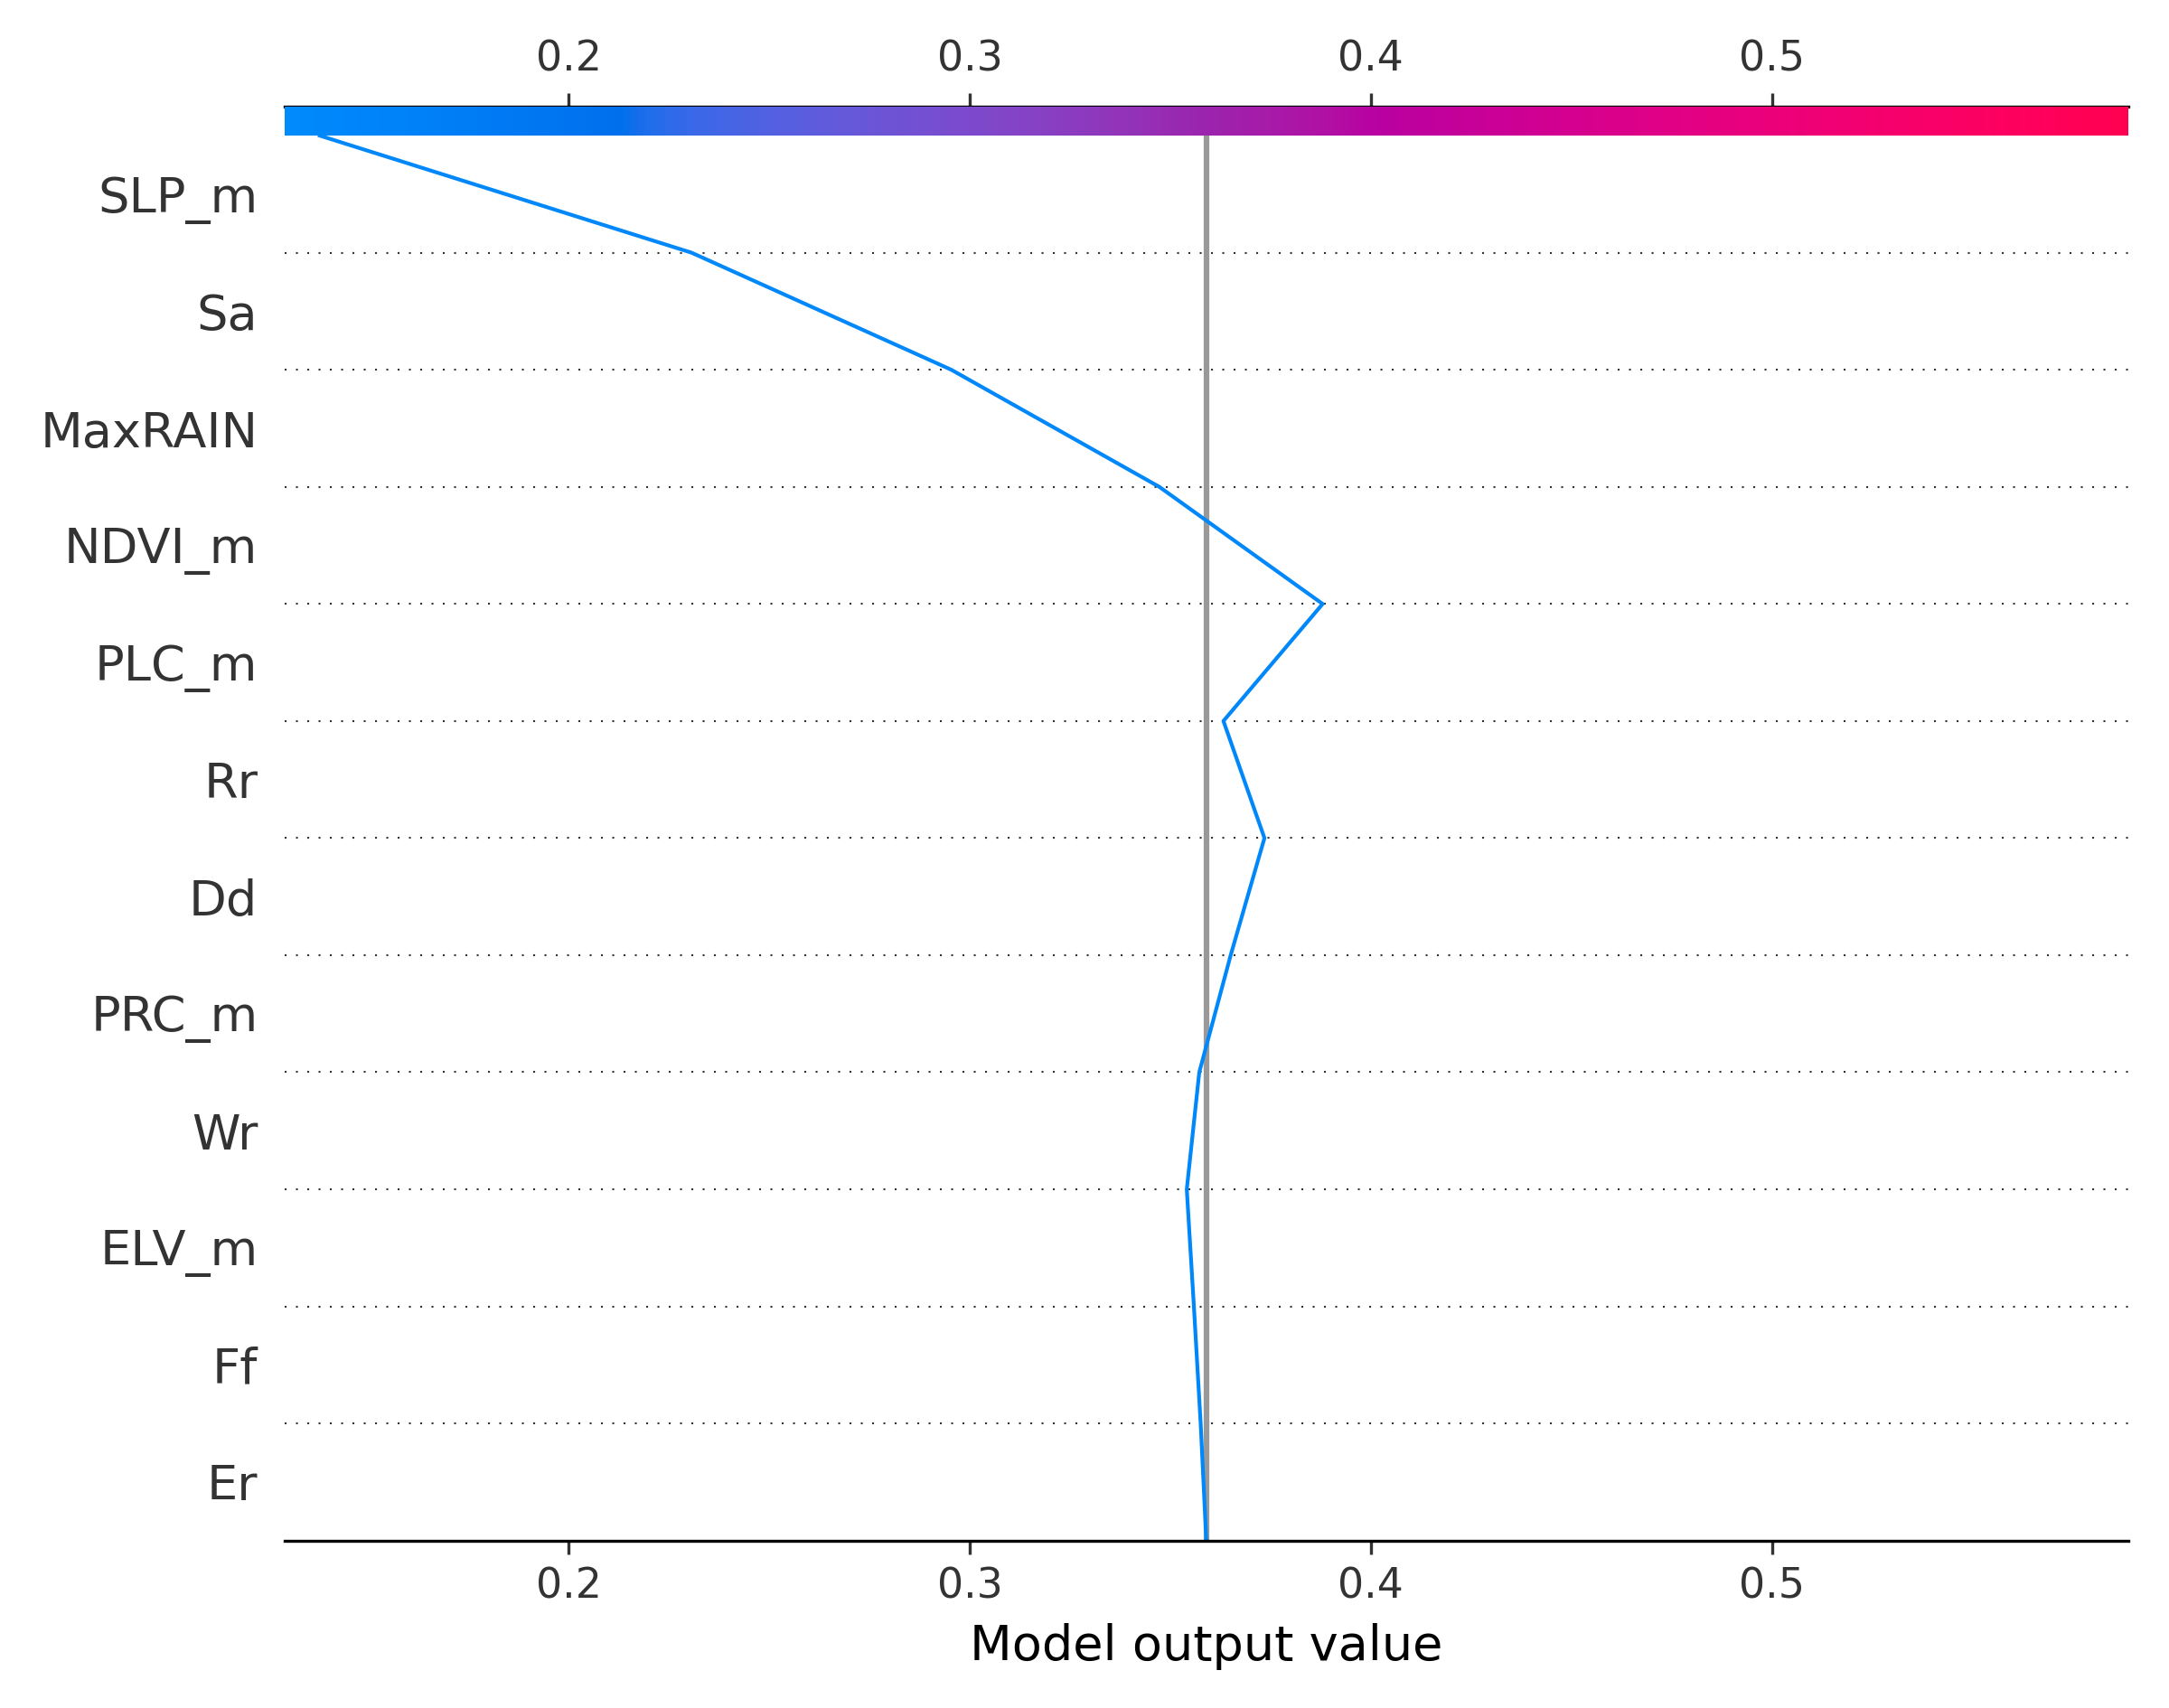 0.2 0.3 0.4 0.5
SLP_m
Sa
MaxRAIN
NDVI_m
PLC_m
Rr
Dd
PRC_m
Wr
ELV_m
Ff
Er
0.2 0.3 0.4 0.5
Model output value